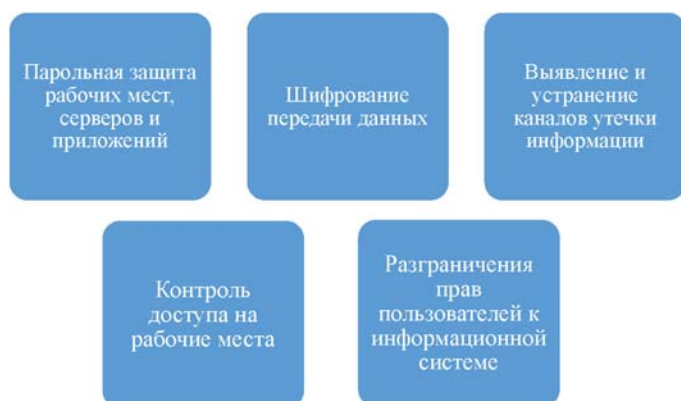 Парольная защита
рабочих мест,
серверов и
приложений
Шифрование
передачи данных
Выявление и
устранение
каналов утечки
информации
Контроль
доступа на
рабочие места
Разграничения
прав
пользователей к
информационной
системе